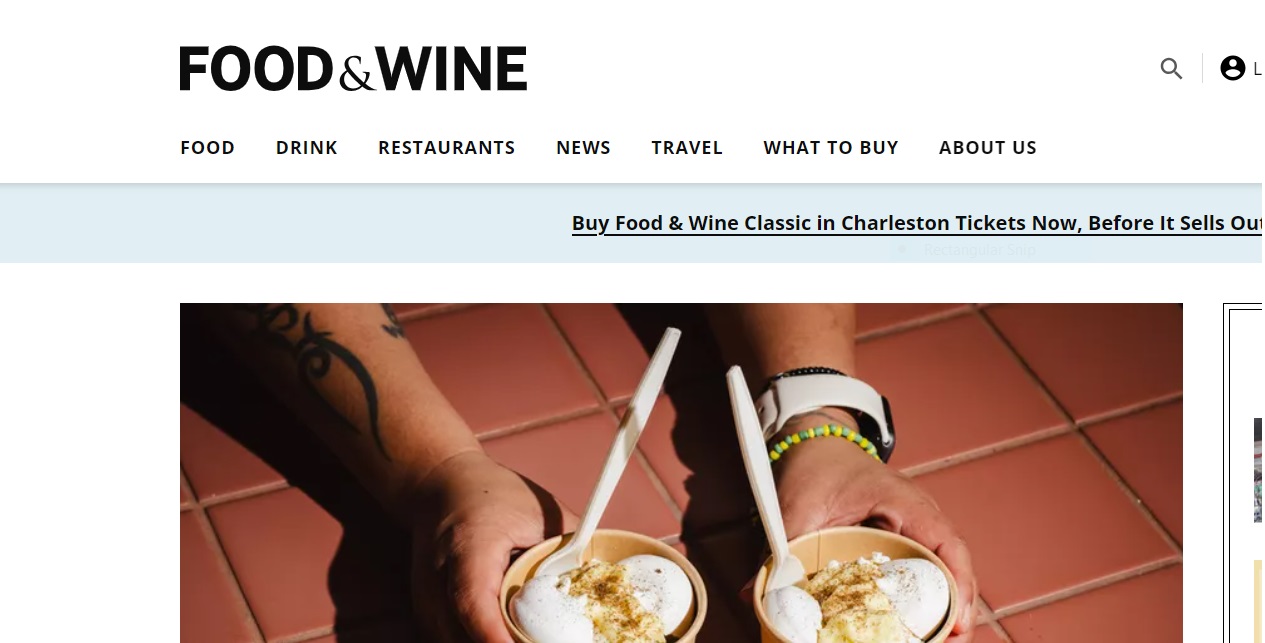 FOOD & WINE
L
FOOD DRINK RESTAURANTS NEWS TRAVEL WHAT TO BUY ABOUT US
Buy Food & Wine Classic in Charleston Tickets Now, Before It Sells Out
Rectangular Snip